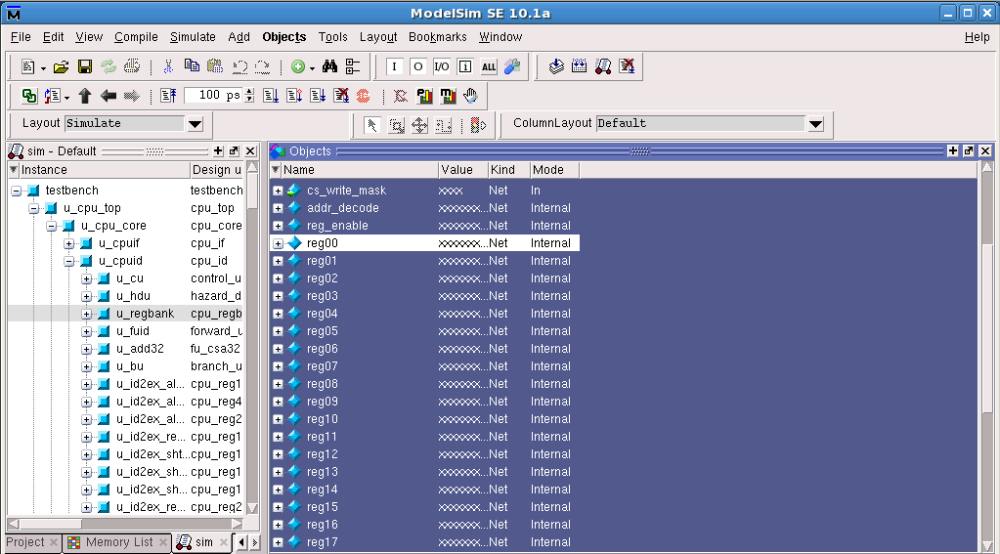 ModelSim SE 10.1a
File Edit View Compile Simulate Add Objects Tools Layout Bookmarks Window Help
I O I/O 1 ALL
100 ps
Layout Simulate ColumnLayout Default
sim - Default
Instance Design u
testbench testbench
u_cpu_top cpu_top
u_cpu_core cpu_core
u_cpuif cpu_if
u_cpuid cpu_id
u_cu control_u
u_hdu hazard_d
u_regbank cpu_regb
u_fuid forward_u
u_add32 fu_csa32
u_bu branch_u
u_id2ex_al... cpu_reg1
u_id2ex_al... cpu_reg4
u_id2ex_al... cpu_reg2
u_id2ex_re... cpu_reg1
u_id2ex_sht... cpu_reg1
u_id2ex_sh... cpu_reg1
u_id2ex_sh... cpu_reg1
u_id2ex_re... cpu_reg2
Project Memory List sim
Objects
Name Value Kind Mode
cs_write_mask xxxx Net In
addr_decode xxxxxxx... Net Internal
reg_enable xxxxxxx... Net Internal
reg00 xxxxxxx... Net Internal
reg01 xxxxxxx... Net Internal
reg02 xxxxxxx... Net Internal
reg03 xxxxxxx... Net Internal
reg04 xxxxxxx... Net Internal
reg05 xxxxxxx... Net Internal
reg06 xxxxxxx... Net Internal
reg07 xxxxxxx... Net Internal
reg08 xxxxxxx... Net Internal
reg09 xxxxxxx... Net Internal
reg10 xxxxxxx... Net Internal
reg11 xxxxxxx... Net Internal
reg12 xxxxxxx... Net Internal
reg13 xxxxxxx... Net Internal
reg14 xxxxxxx... Net Internal
reg15 xxxxxxx... Net Internal
reg16 xxxxxxx... Net Internal
reg17 xxxxxxx... Net Internal